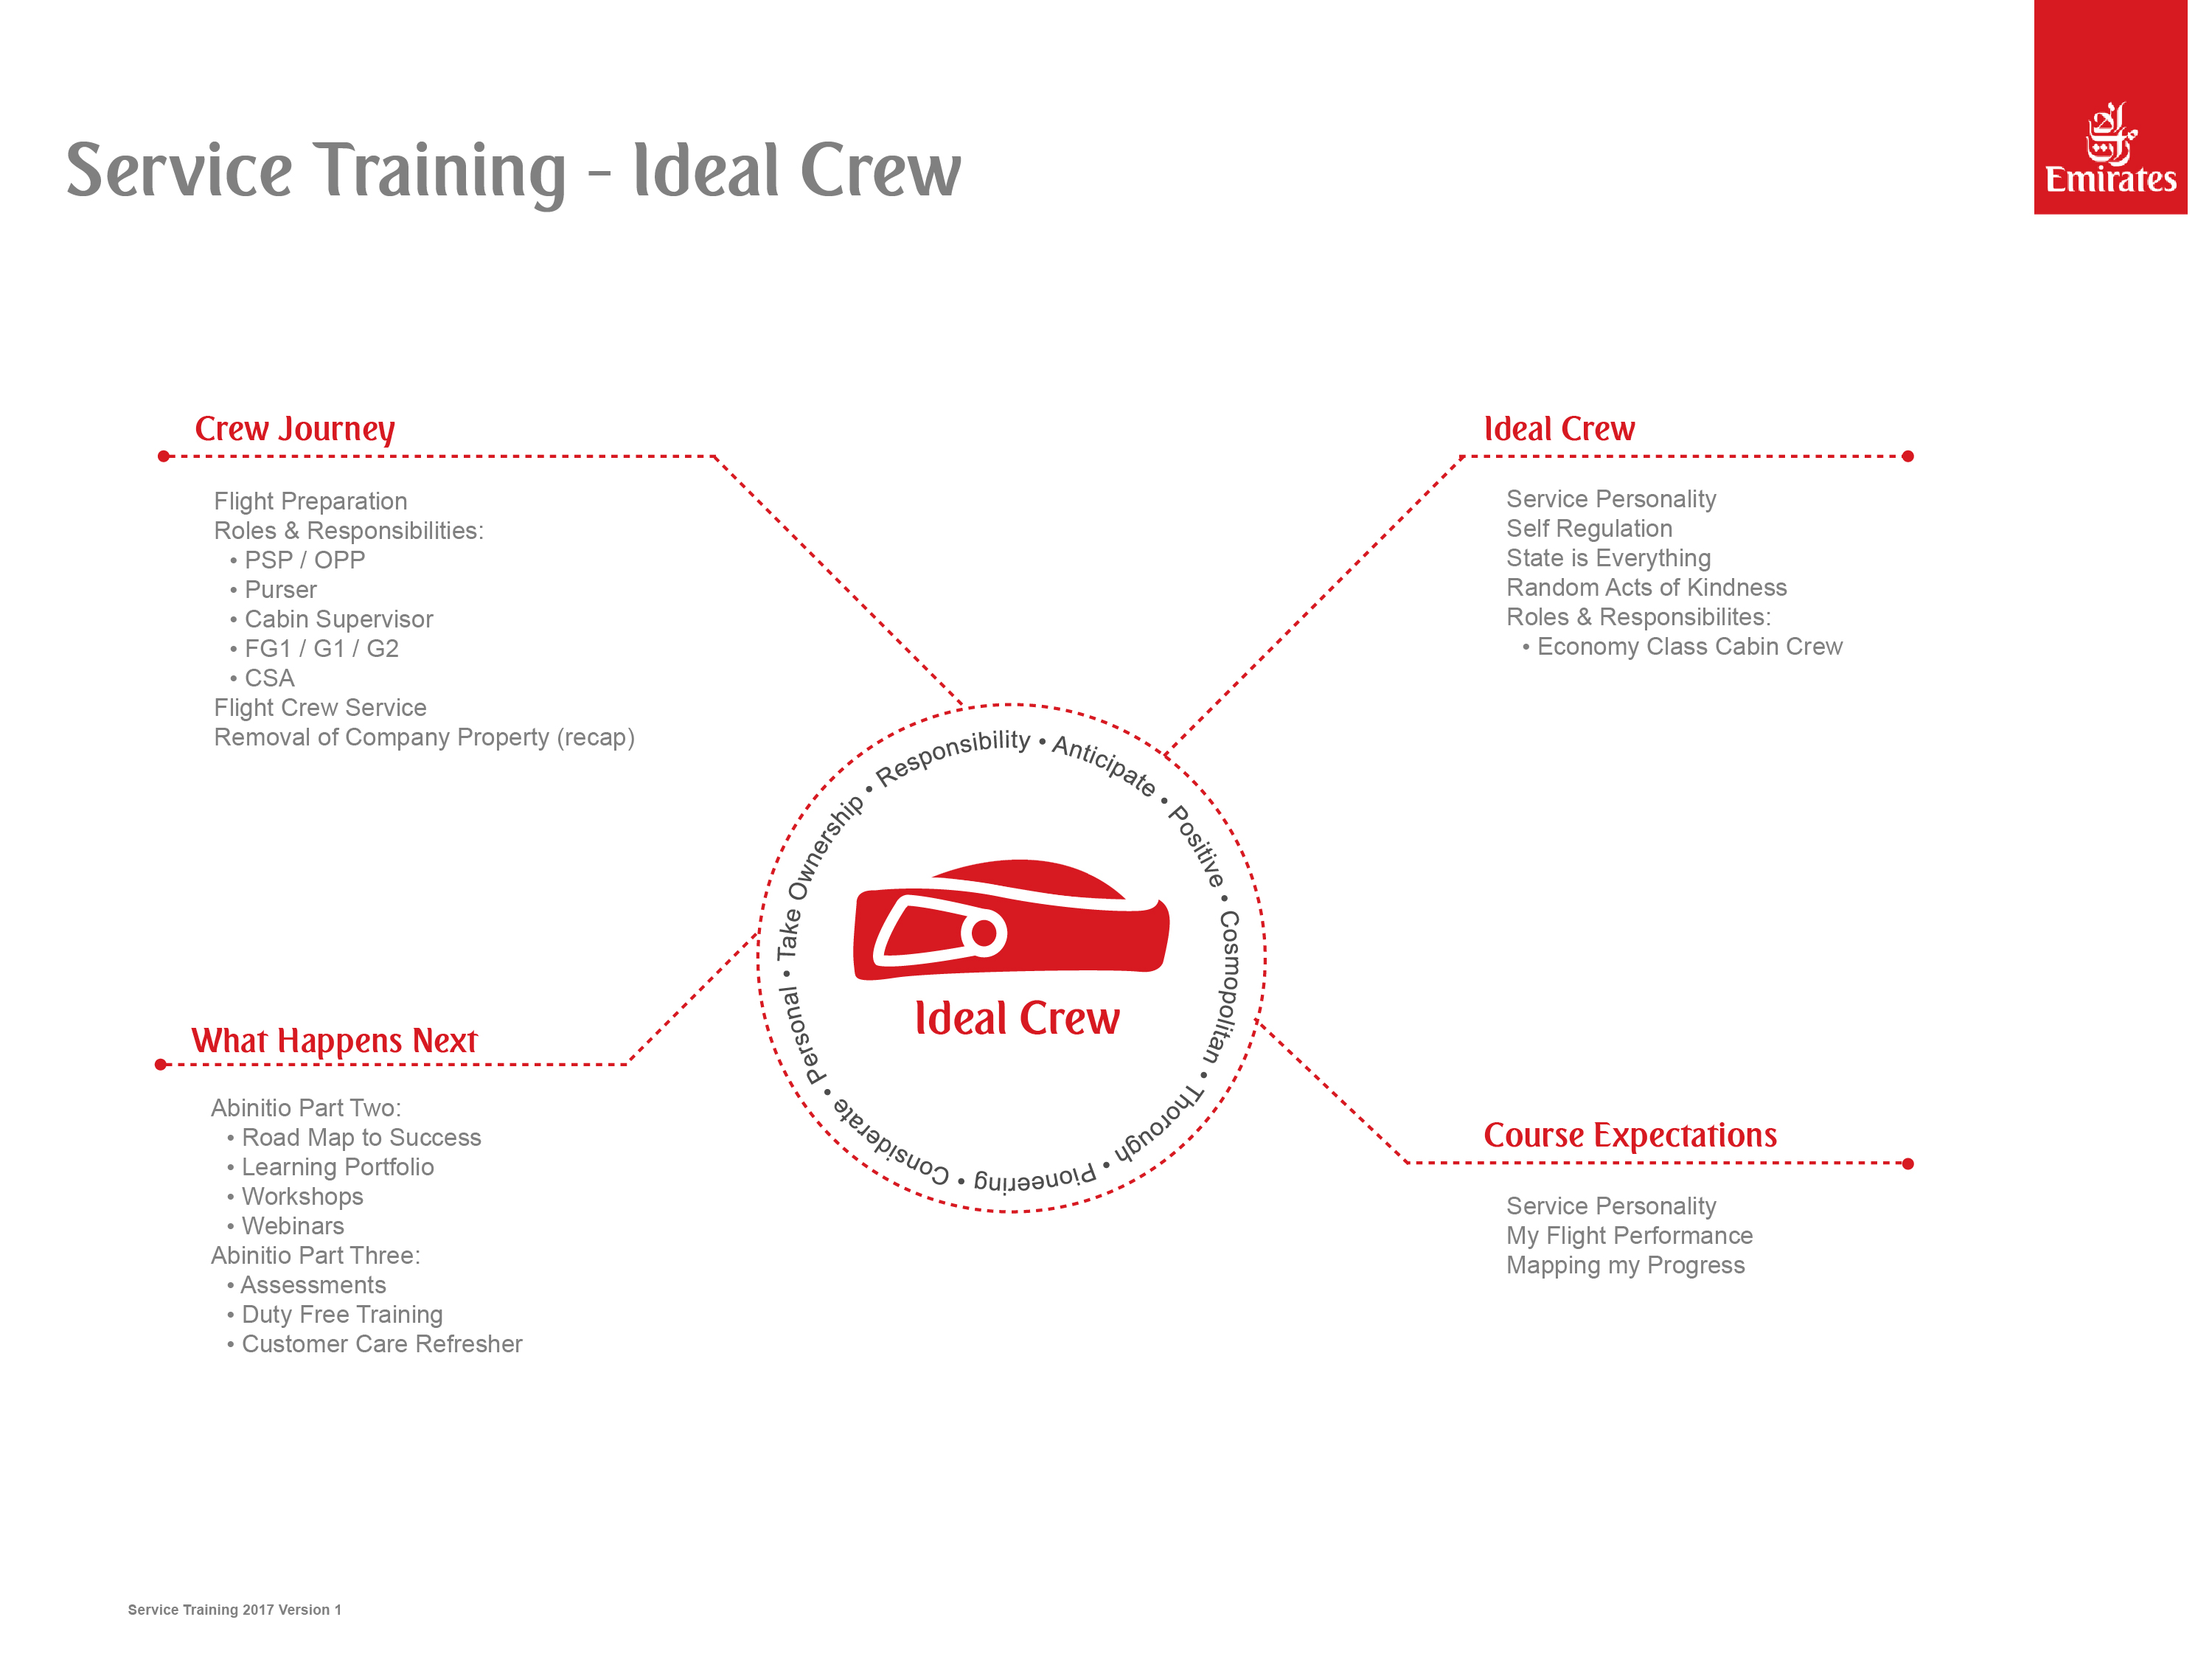 Service Training - Ideal Crew
Emirates
Crew Journey
Flight Preparation
Roles & Responsibilities:
• PSP / OPP
• Purser
• Cabin Supervisor
• FG1 / G1 / G2
• CSA
Flight Crew Service
Removal of Company Property (recap)
Ideal Crew
Service Personality
Self Regulation
State is Everything
Random Acts of Kindness
Roles & Responsibilites:
• Economy Class Cabin Crew
Responsibility • Anticipate • Positive • Cosmopolitan • Thorough • Pioneering • Considerate • Personal • Take Ownership •
Ideal Crew
What Happens Next
Abinitio Part Two:
• Road Map to Success
• Learning Portfolio
• Workshops
• Webinars
Abinitio Part Three:
• Assessments
• Duty Free Training
• Customer Care Refresher
Course Expectations
Service Personality
My Flight Performance
Mapping my Progress
Service Training 2017 Version 1